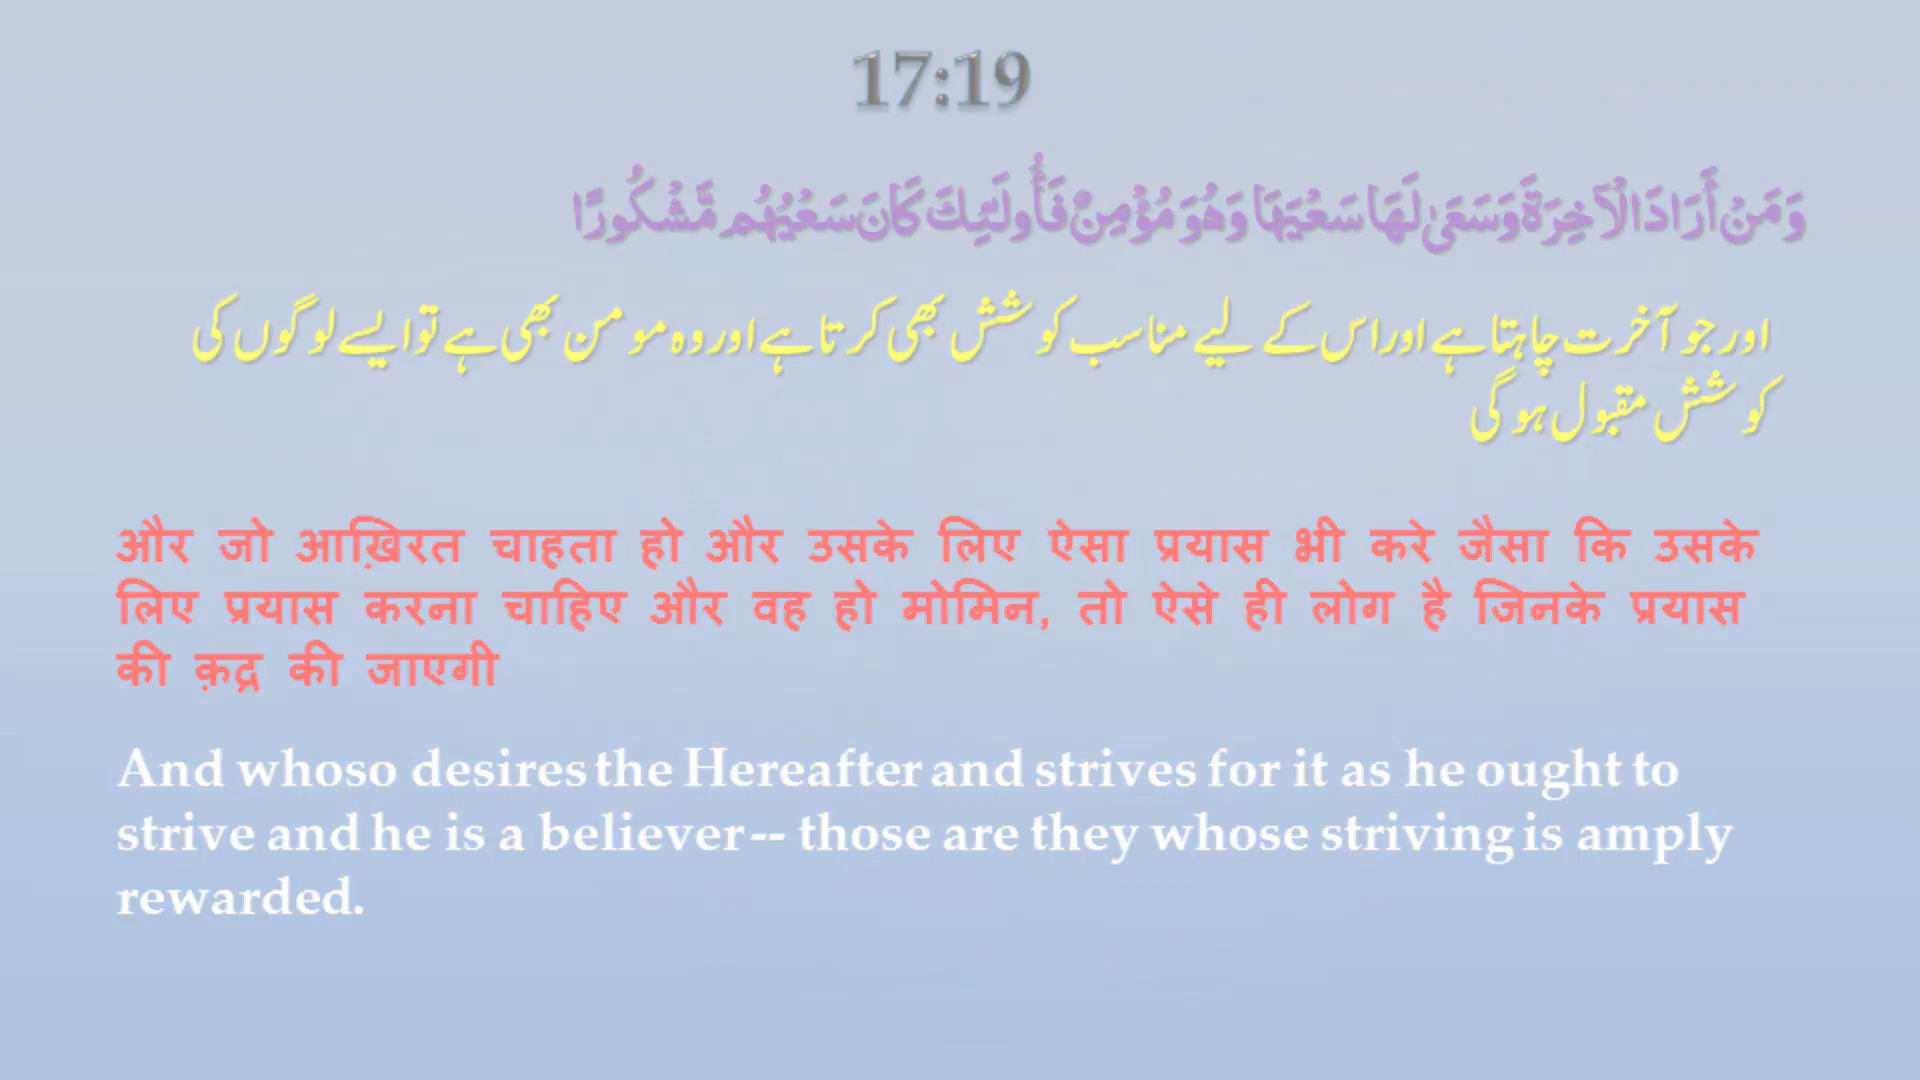 17:19
وَمَنْ أَرَادَ الْآخِرَةَ وَسَعَىٰ لَهَا سَعْيَهَا وَهُوَ مُؤْمِنٌ فَأُولَٰئِكَ كَانَ سَعْيُهُم مَّشْكُورًا
اور جو آخرت چاہتا ہے اوراس کے لیے مناسب کوشش بھی کرتا ہے اور وہ مومن بھی ہے تو ایسے لوگوں کی
کوشش مقبول ہو گی
और जो आख़िरत चाहता हो और उसके लिए ऐसा प्रयास भी करे जैसा कि उसके
लिए प्रयास करना चाहिए और वह हो मोमिन, तो ऐसे ही लोग है जिनके प्रयास
की क़द्र की जाएगी
And whoso desires the Hereafter and strives for it as he ought to
strive and he is a believer-- those are they whose striving is amply
rewarded.